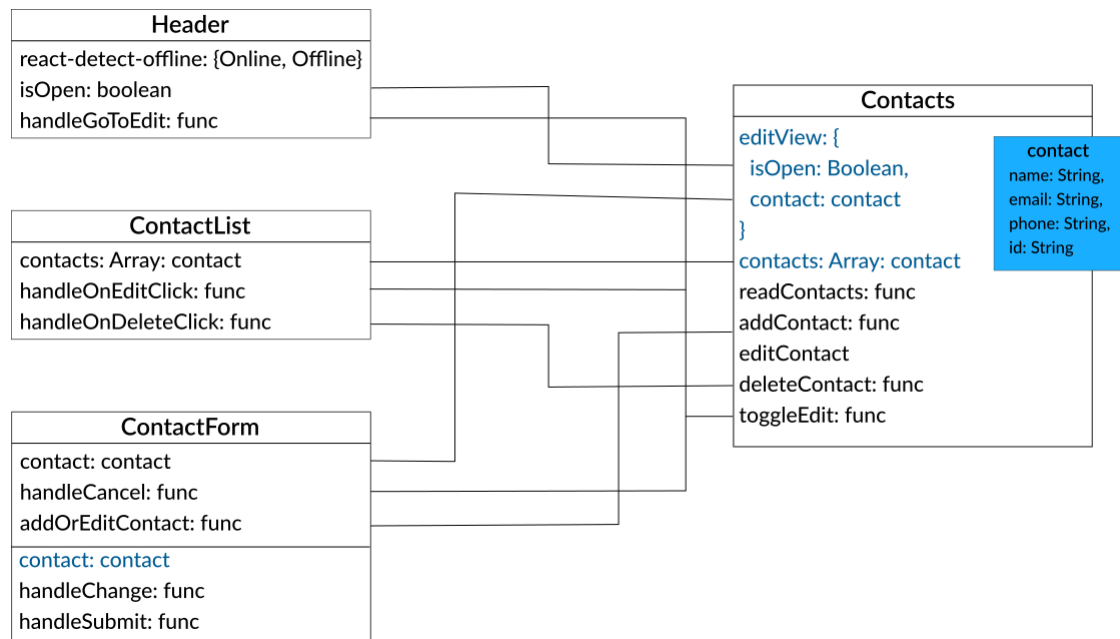 Header
react-detect-offline: {Online, Offline}
isOpen: boolean
handleGoToEdit: func
ContactList
contacts: Array: contact
handleOnEditClick: func
handleOnDeleteClick: func
ContactForm
contact: contact
handleCancel: func
addOrEditContact: func
contact: contact
handleChange: func
handleSubmit: func
Contacts
editView: {
isOpen: Boolean,
contact: contact
}
contacts: Array: contact
readContacts: func
addContact: func
editContact
deleteContact: func
toggleEdit: func
contact
name: String,
email: String,
phone: String,
id: String